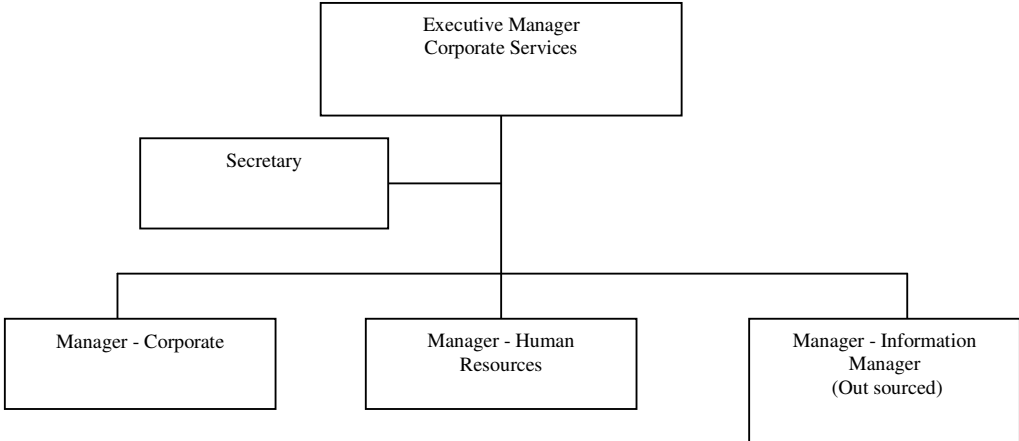 Executive Manager
Corporate Services
Secretary
Manager - Corporate
Manager - Human
Resources
Manager - Information
Manager
(Out sourced)